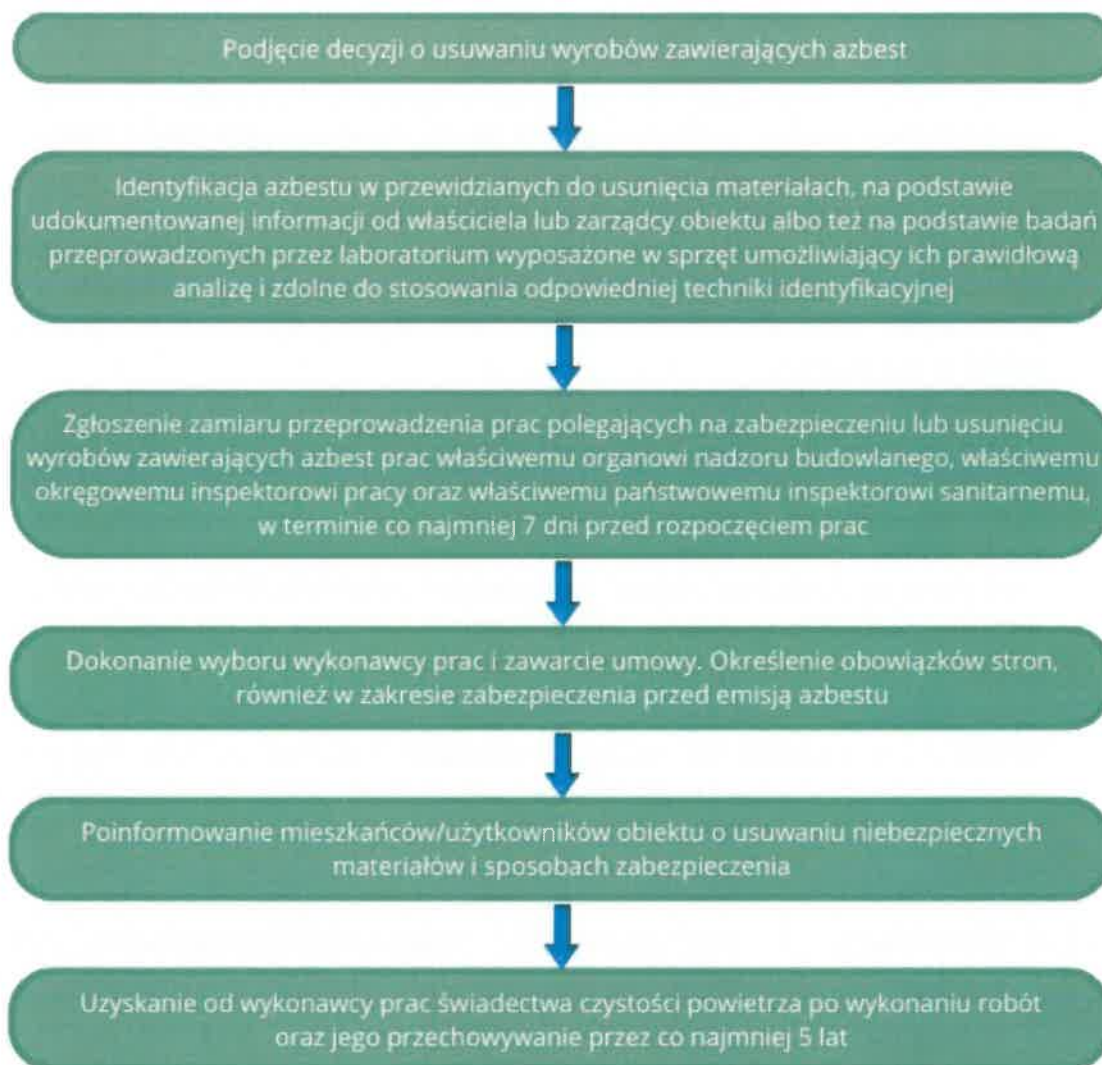 Podjęcie decyzji o usuwaniu wyrobów zawierających azbest
Identyfikacja azbestu w przewidzianych do usunięcia materiałach, na podstawie
udokumentowanej informacji od właściciela lub zarządcy obiektu albo też na podstawie badań
przeprowadzonych przez laboratorium wyposażone w sprzęt umożliwiający ich prawidłową
analizę i zdolne do stosowania odpowiedniej techniki identyfikacyjnej
Zgłoszenie zamiaru przeprowadzenia prac polegających na zabezpieczeniu lub usunięciu
wyrobów zawierających azbest prac właściwemu organowi nadzoru budowlanego, właściwemu
okręgowemu inspektorowi pracy oraz właściwemu państwowemu inspektorowi sanitarnemu,
w terminie co najmniej 7 dni przed rozpoczęciem prac
Dokonanie wyboru wykonawcy prac i zawarcie umowy. Określenie obowiązków stron,
również w zakresie zabezpieczenia przed emisją azbestu
Poinformowanie mieszkańców/użytkowników obiektu o usuwaniu niebezpiecznych
materiałów i sposobach zabezpieczenia
Uzyskanie od wykonawcy prac świadectwa czystości powietrza po wykonaniu robót
oraz jego przechowywanie przez co najmniej 5 lat